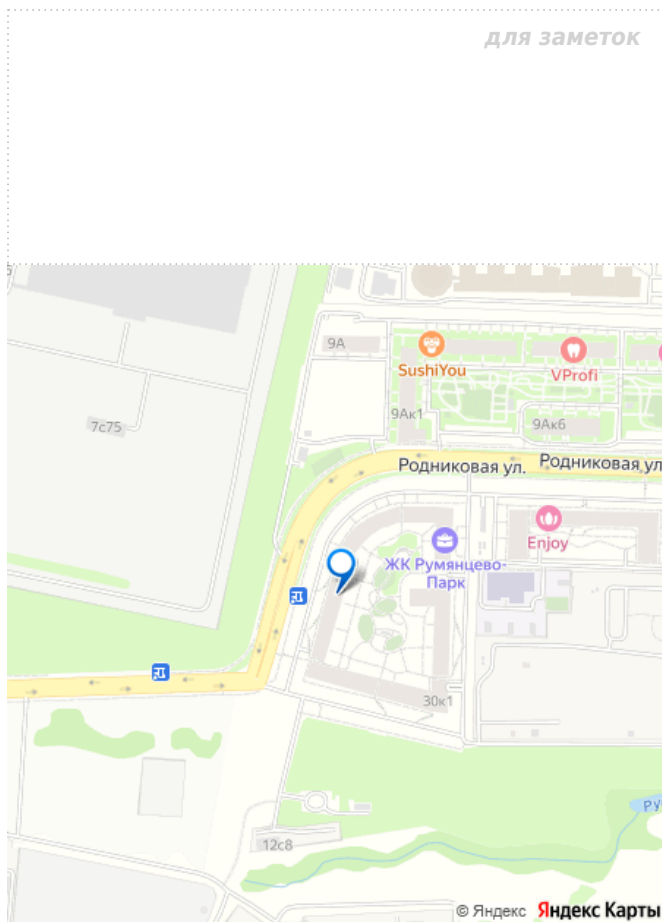 для заметок
9А
SushiYou
VProfi
9Ак1
7с75
9Ак6
Родниковая ул.
Родниковая ул
Enjoy
ЖК Румянцево-
Парк
30к1
РУ
12с8
© Яндекс Яндекс Карты